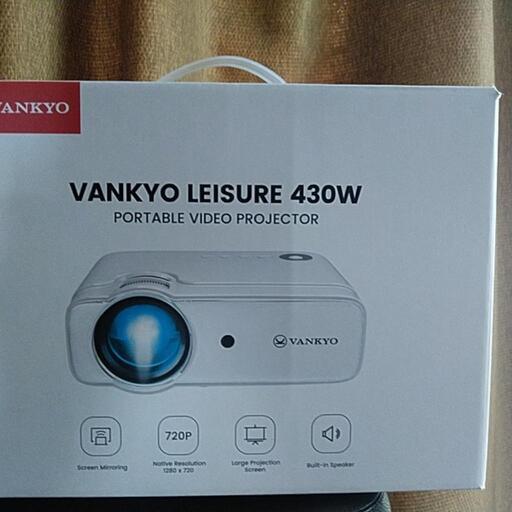 VANKYO
VANKYO LEISURE 430W
PORTABLE VIDEO PROJECTOR
VANKYO
720P
Screen Mirroring
Native Resolution
1280 x 720
Large Projection
Screen
Built-in Speaker